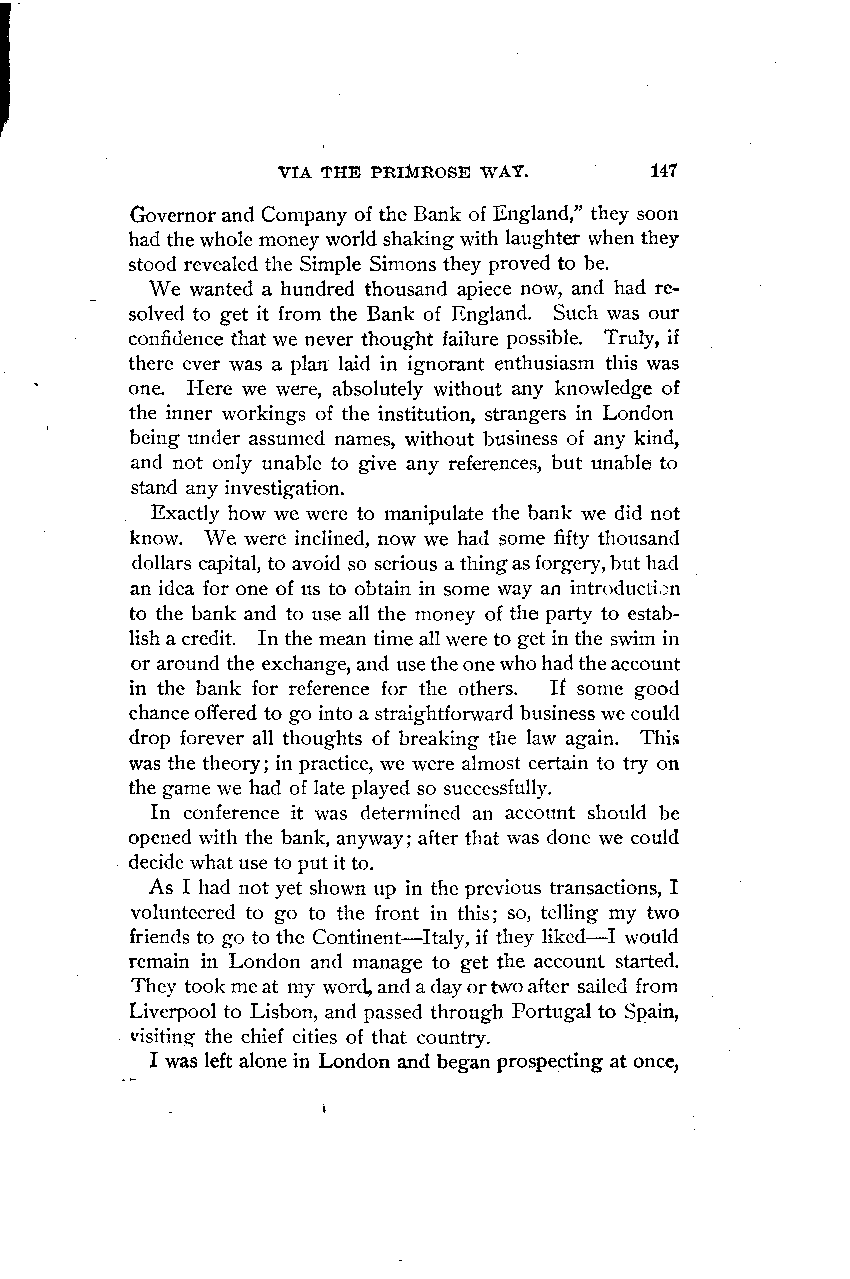 VIA THE PRIMROSE WAY. 147
Governor and Company of the Bank of England,” they soon
had the whole money world shaking with laughter when they
stood revealed the Simple Simons they proved to be.
We wanted a hundred thousand apiece now, and had re-
solved to get it from the Bank of England. Such was our
confidence that we never thought failure possible. Truly, if
there ever was a plan laid in ignorant enthusiasm this was
one. Here we were, absolutely without any knowledge of
the inner workings of the institution, strangers in London
being under assumed names, without business of any kind,
and not only unable to give any references, but unable to
stand any investigation.
Exactly how we were to manipulate the bank we did not
know. We were inclined, now we had some fifty thousand
dollars capital, to avoid so serious a thing as forgery, but had
an idea for one of us to obtain in some way an introduction
to the bank and to use all the money of the party to estab-
lish a credit. In the mean time all were to get in the swim in
or around the exchange, and use the one who had the account
in the bank for reference for the others. If some good
chance offered to go into a straightforward business we could
drop forever all thoughts of breaking the law again. This
was the theory; in practice, we were almost certain to try on
the game we had of late played so successfully.
In conference it was determined an account should be
opened with the bank, anyway; after that was done we could
decide what use to put it to.
As I had not yet shown up in the previous transactions, I
volunteered to go to the front in this; so, telling my two
friends to go to the Continent—Italy, if they liked—I would
remain in London and manage to get the account started.
They took me at my word, and a day or two after sailed from
Liverpool to Lisbon, and passed through Portugal to Spain,
visiting the chief cities of that country.
I was left alone in London and began prospecting at once,